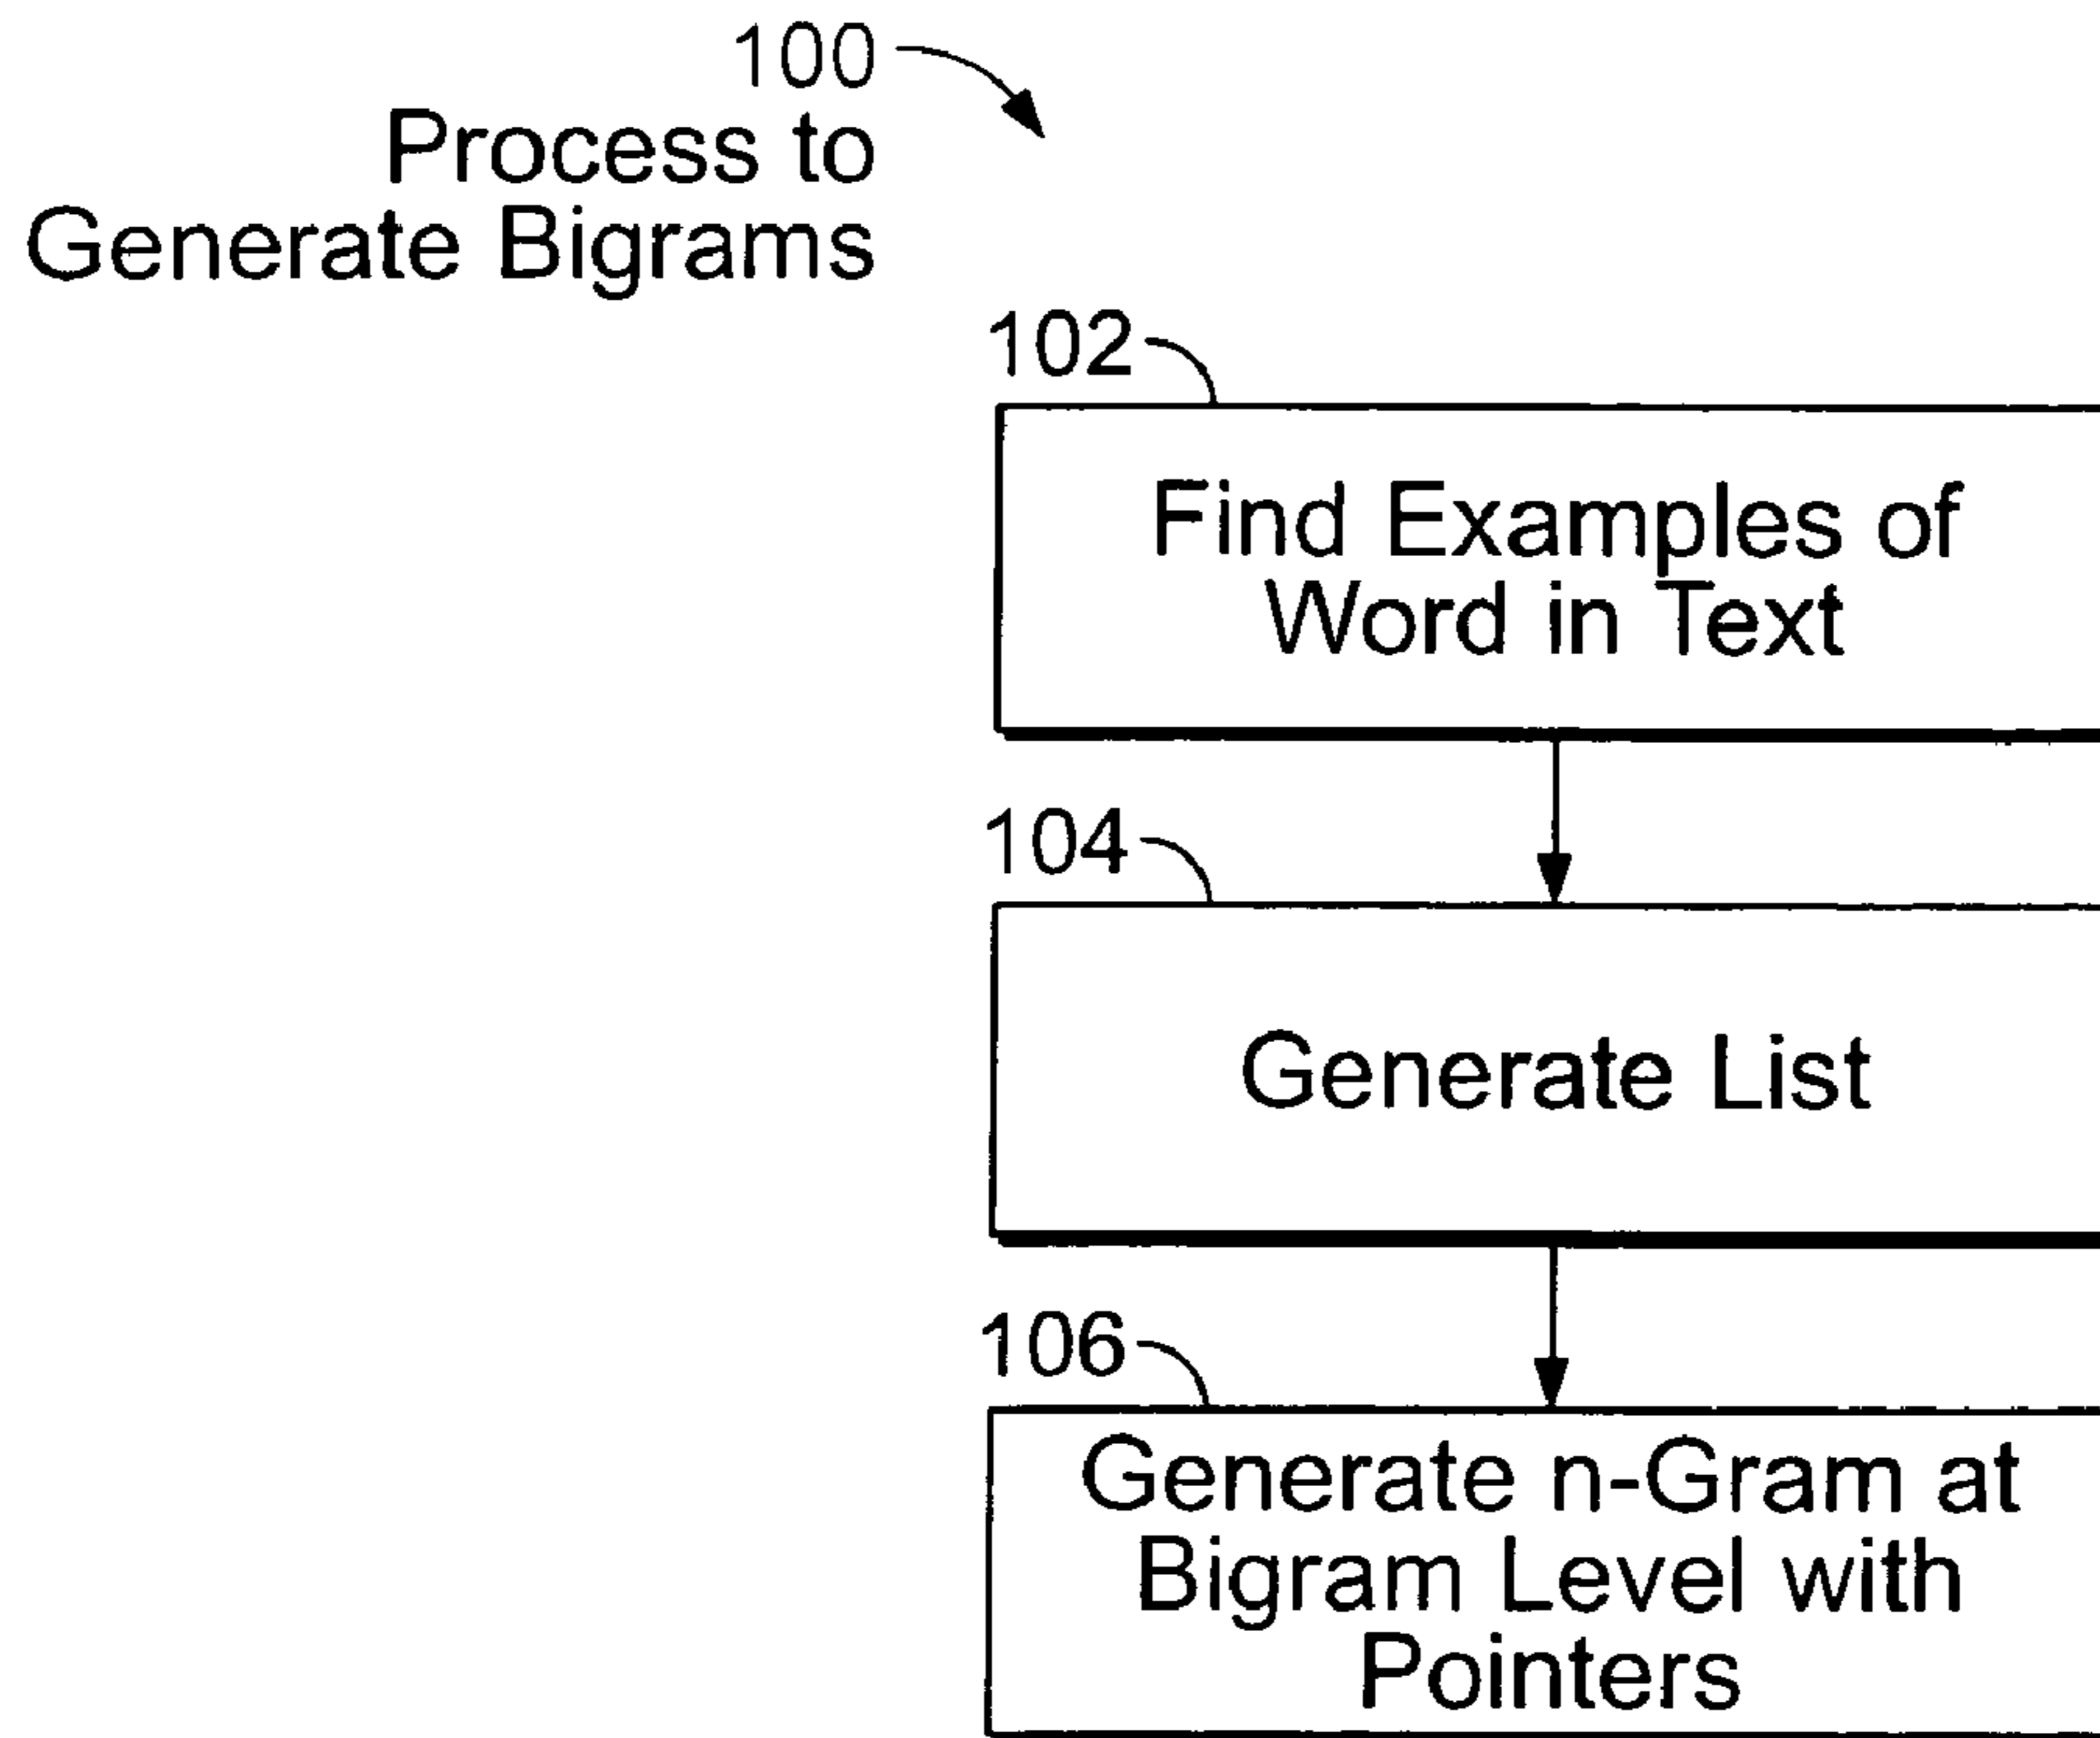 100
Process to
Generate Bigrams
102
Find Examples of
Word in Text
104
Generate List
106
Generate n-Gram at
Bigram Level with
Pointers